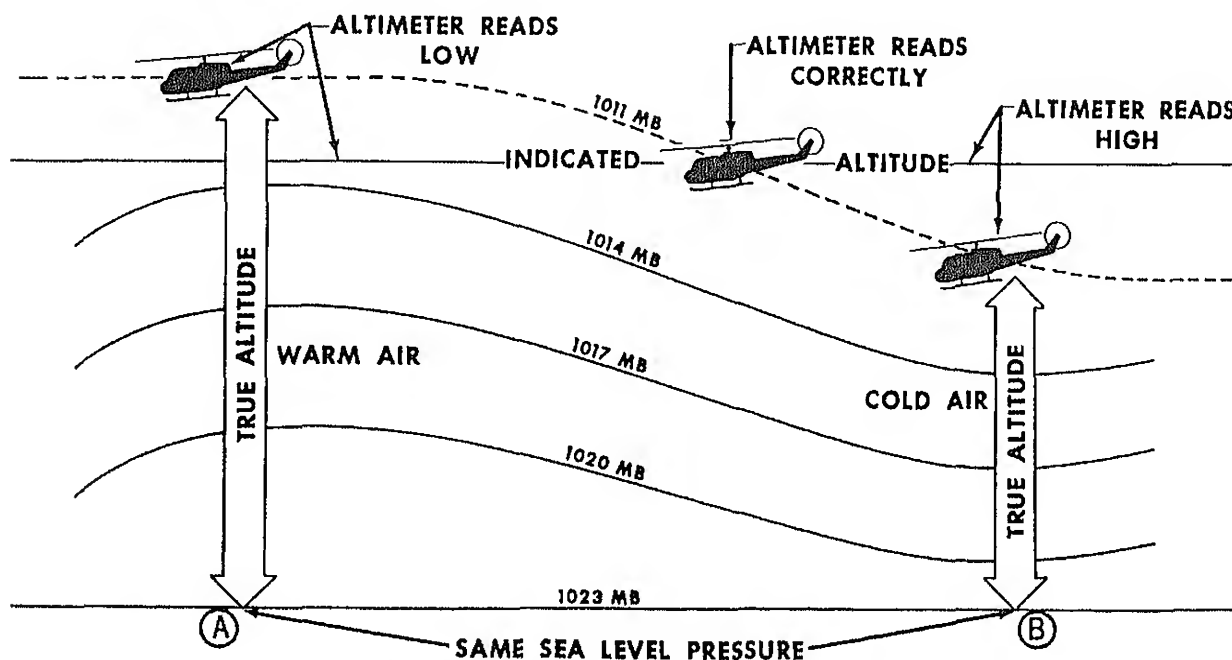 ALTIMETER READS
LOW
ALTIMETER READS
CORRECTLY
ALTIMETER READS
HIGH
1011 MB
INDICATED ALTITUDE
1014 MB
TRUE ALTITUDE
WARM AIR
1017 MB
COLD AIR
TRUE ALTITUDE
1020 MB
1023 MB
A
B
SAME SEA LEVEL PRESSURE